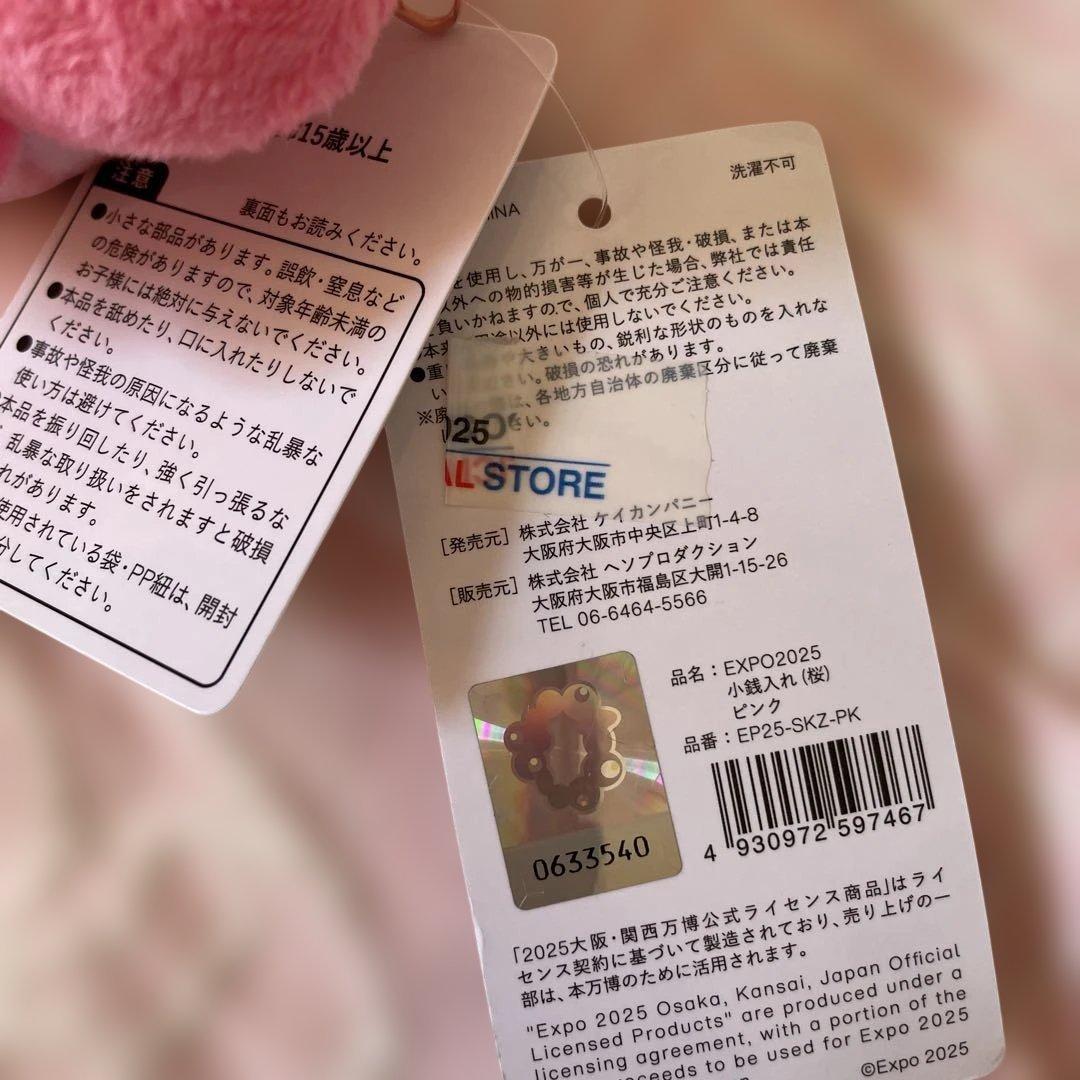 15歳以上
注意
裏面もお読みください。
●小さな部品があります。誤飲・窒息など
の危険がありますので、対象年齢未満の
お子様には絶対に与えないでください。
●本品を舐めたり、口に入れたりしないで
ください。
●事故や怪我の原因になるような乱暴な
使い方は避けてください。
本品を振り回したり、強く引っ張るな
乱暴な取り扱いをされますと破損
れがあります。
使用されている袋・PP紐は、開封
分してください。
洗濯不可
INA
を使用し、万が一、事故や怪我・破損、または本
以外への物的損害等が生じた場合、弊社では責任
負いかねますので、個人で充分ご注意ください。
本来 以外には使用しないでください。
●重 や大きいもの、鋭利な形状のものを入れな
い ださい。破損の恐れがあります。
※廃 は、各地方自治体の廃棄区分に従って廃棄
さい。
025
AL STORE
[発売元] 株式会社 ケイカンパニー
大阪府大阪市中央区上町1-4-8
[販売元] 株式会社 ヘソプロダクション
大阪府大阪市福島区大開1-15-26
TEL 06-6464-5566
品名：EXPO2025
小銭入れ(桜)
ピンク
品番：EP25-SKZ-PK
0633540
4 930972 597467
「2025大阪・関西万博公式ライセンス商品」はライ
センス契約に基づいて製造されており、売り上げの一
部は、本万博のために活用されます。
"Expo 2025 Osaka, Kansai, Japan Official
Licensed Products" are produced under a
licensing agreement, with a portion of the
ceeds to be used for Expo 2025
©Expo 2025